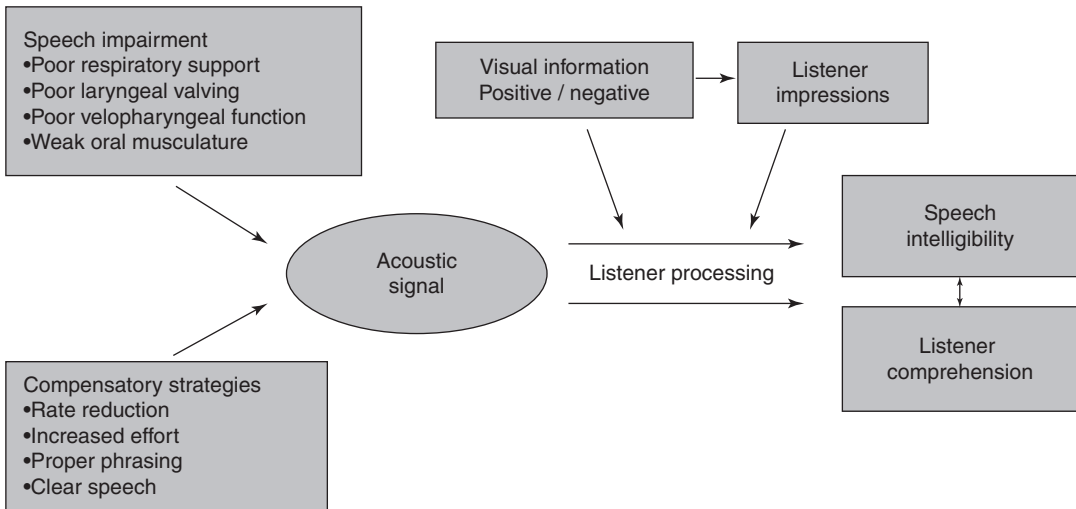 Speech impairment
•Poor respiratory support
•Poor laryngeal valving
•Poor velopharyngeal function
•Weak oral musculature
Visual information
Positive / negative
Listener
impressions
Acoustic
signal
Listener processing
Speech
intelligibility
Listener
comprehension
Compensatory strategies
•Rate reduction
•Increased effort
•Proper phrasing
•Clear speech